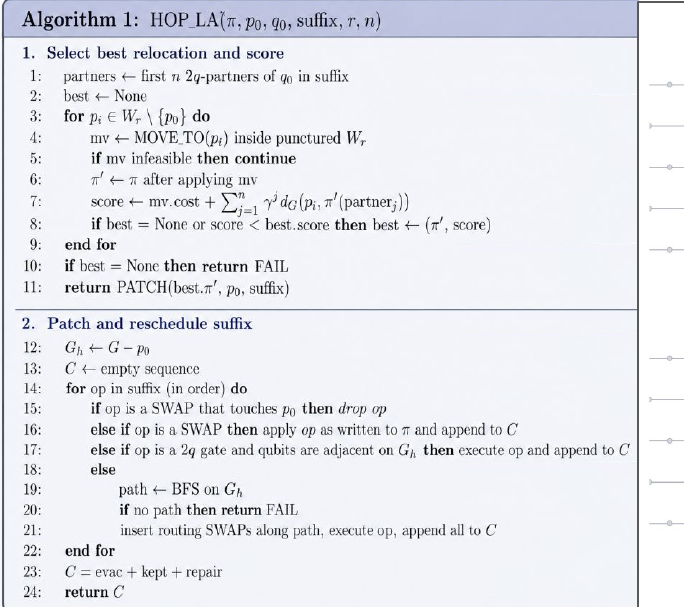 Algorithm 1: HOP_LA(π, p₀, q₀, suffix, r, n)
1. Select best relocation and score
1: partners ← first n 2q-partners of q₀ in suffix
2: best ← None
3: for pᵢ ∈ Wᵣ \ {p₀} do
4: mv ← MOVE_TO(pᵢ) inside punctured Wᵣ
5: if mv infeasible then continue
6: π′ ← π after applying mv
7: score ← mv.cost + ∑ⁿⱼ₌₁ γʲ d_G(pᵢ, π′(partnerⱼ))
8: if best = None or score < best.score then best ← (π′, score)
9: end for
10: if best = None then return FAIL
11: return PATCH(best.π′, p₀, suffix)
2. Patch and reschedule suffix
12: Gₕ ← G − p₀
13: C ← empty sequence
14: for op in suffix (in order) do
15: if op is a SWAP that touches p₀ then drop op
16: else if op is a SWAP then apply op as written to π and append to C
17: else if op is a 2q gate and qubits are adjacent on Gₕ then execute op and append to C
18: else
19: path ← BFS on Gₕ
20: if no path then return FAIL
21: insert routing SWAPs along path, execute op, append all to C
22: end for
23: C = evac + kept + repair
24: return C